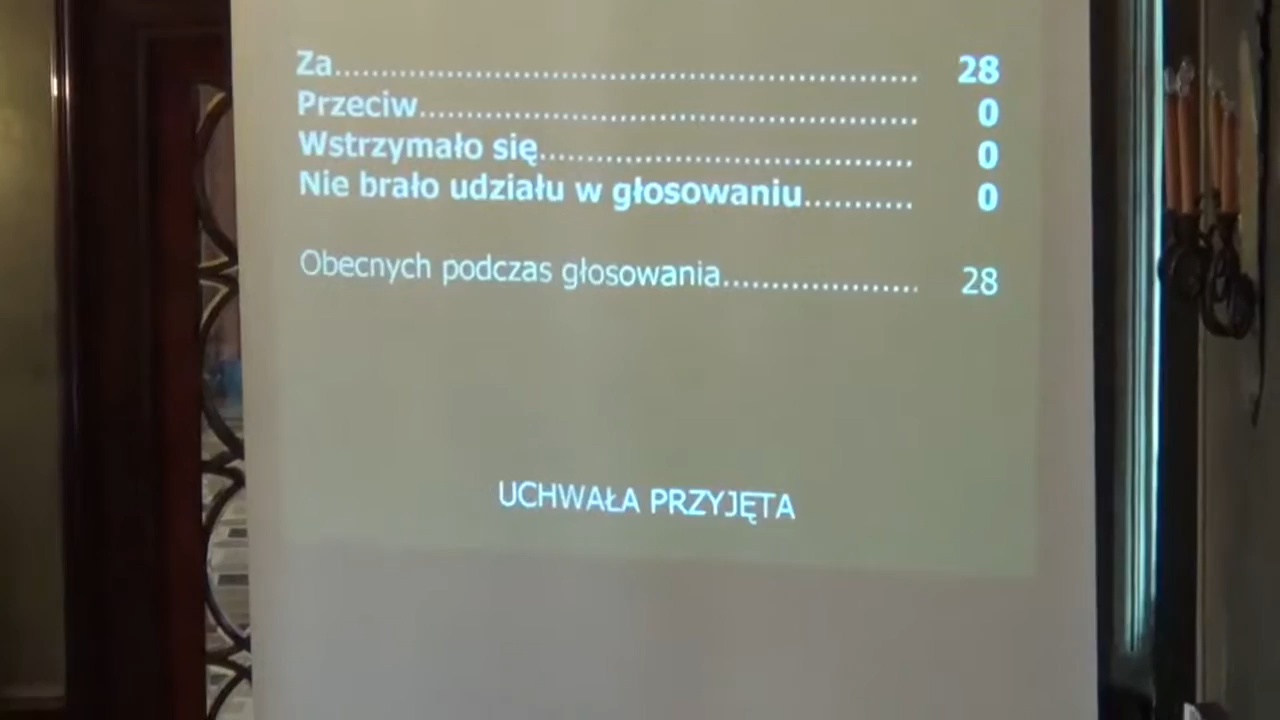 Za.......................................................................... 28
Przeciw................................................................ 0
Wstrzymało się................................................ 0
Nie brało udziału w głosowaniu........... 0
Obecnych podczas głosowania..................... 28
UCHWAŁA PRZYJĘTA